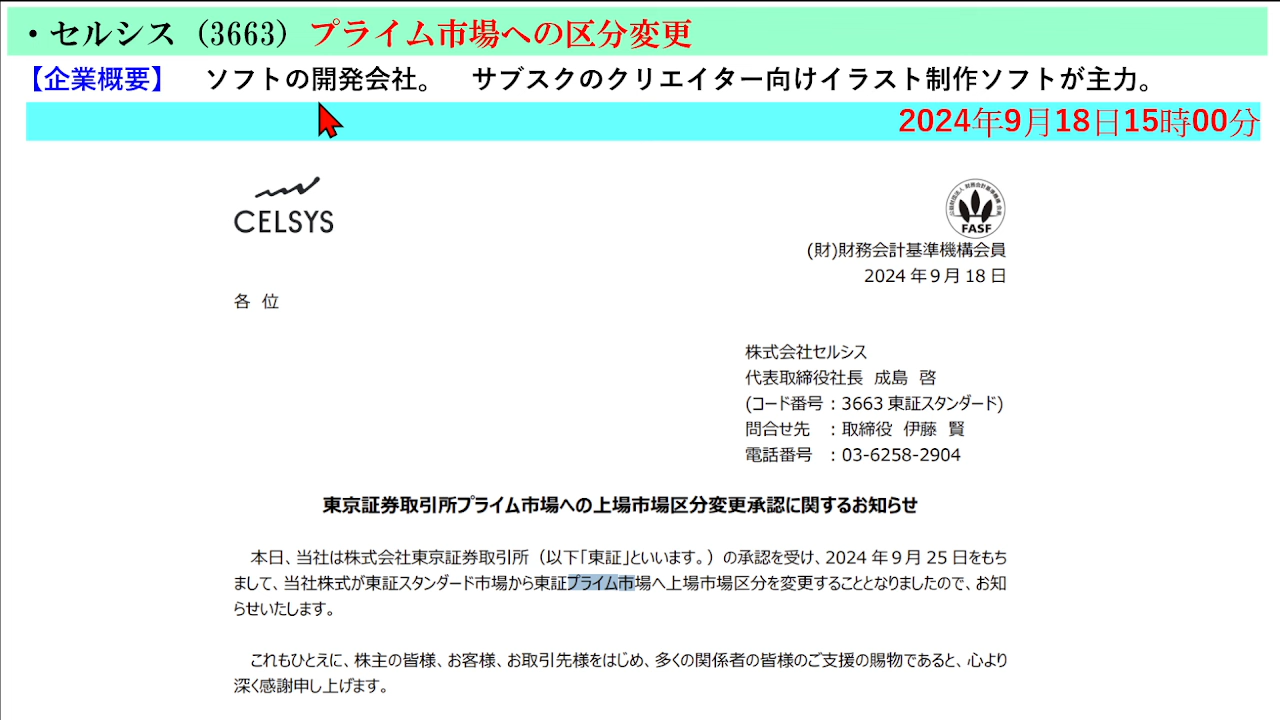 ・セルシス（3663）プライム市場への区分変更
【企業概要】　ソフトの開発会社。　サブスクのクリエイター向けイラスト制作ソフトが主力。
2024年9月18日15時00分
CELSYS
FASF
(財)財務会計基準機構会員
2024 年 9 月 18 日
各　位
株式会社セルシス
代表取締役社長　成島　啓
(コード番号：3663 東証スタンダード)
問合せ先　：取締役　伊藤　賢
電話番号　：03-6258-2904
東京証券取引所プライム市場への上場市場区分変更承認に関するお知らせ
本日、当社は株式会社東京証券取引所（以下「東証」といいます。）の承認を受け、2024 年 9 月 25 日をもち
まして、当社株式が東証スタンダード市場から東証プライム市場へ上場市場区分を変更することとなりましたので、お知
らせいたします。
これもひとえに、株主の皆様、お客様、お取引先様をはじめ、多くの関係者の皆様のご支援の賜物であると、心より
深く感謝申し上げます。